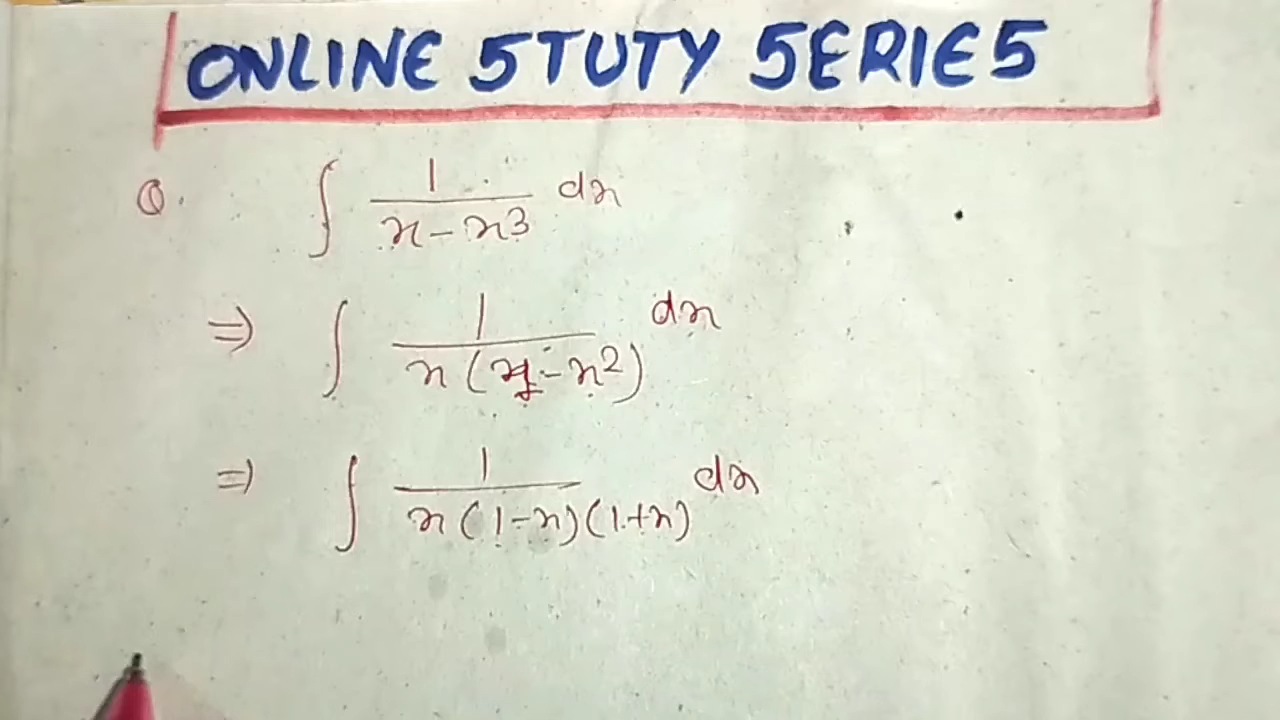 ONLINE STUTY SERIES
Q. ∫ 1/(x-x³) dx
⇒ ∫ 1/(x(1-x²)) dx
⇒ ∫ 1/(x(1-x)(1+x)) dx